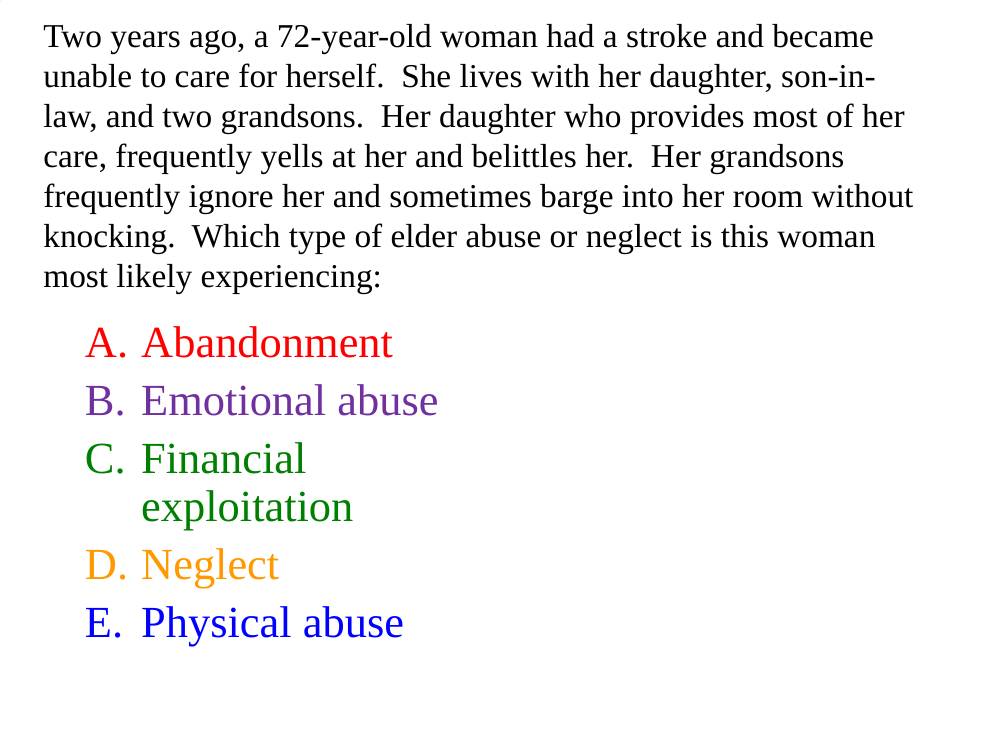 Two years ago, a 72-year-old woman had a stroke and became
unable to care for herself.  She lives with her daughter, son-in-
law, and two grandsons.  Her daughter who provides most of her
care, frequently yells at her and belittles her.  Her grandsons
frequently ignore her and sometimes barge into her room without
knocking.  Which type of elder abuse or neglect is this woman
most likely experiencing:
A. Abandonment
B. Emotional abuse
C. Financial
exploitation
D. Neglect
E. Physical abuse